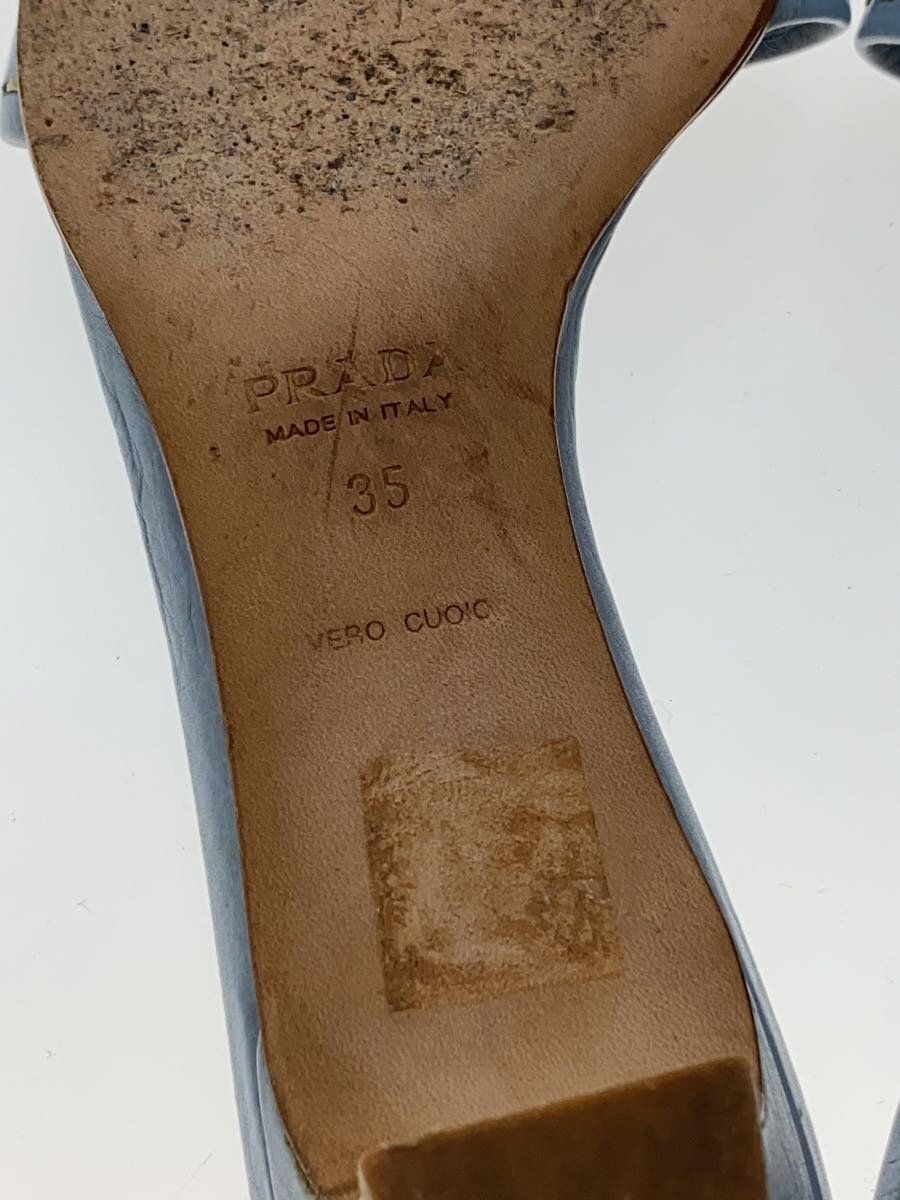 PRADA
MADE IN ITALY
35
VERO CUOIO